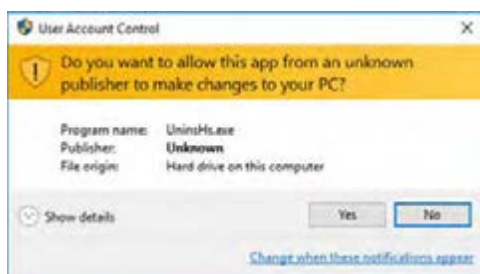 User Account Control
Do you want to allow this app from an unknown
publisher to make changes to your PC?
Program name: UninsHs.exe
Publisher: Unknown
File origin: Hard drive on this computer
Show details
Yes No
Change when these notifications appear